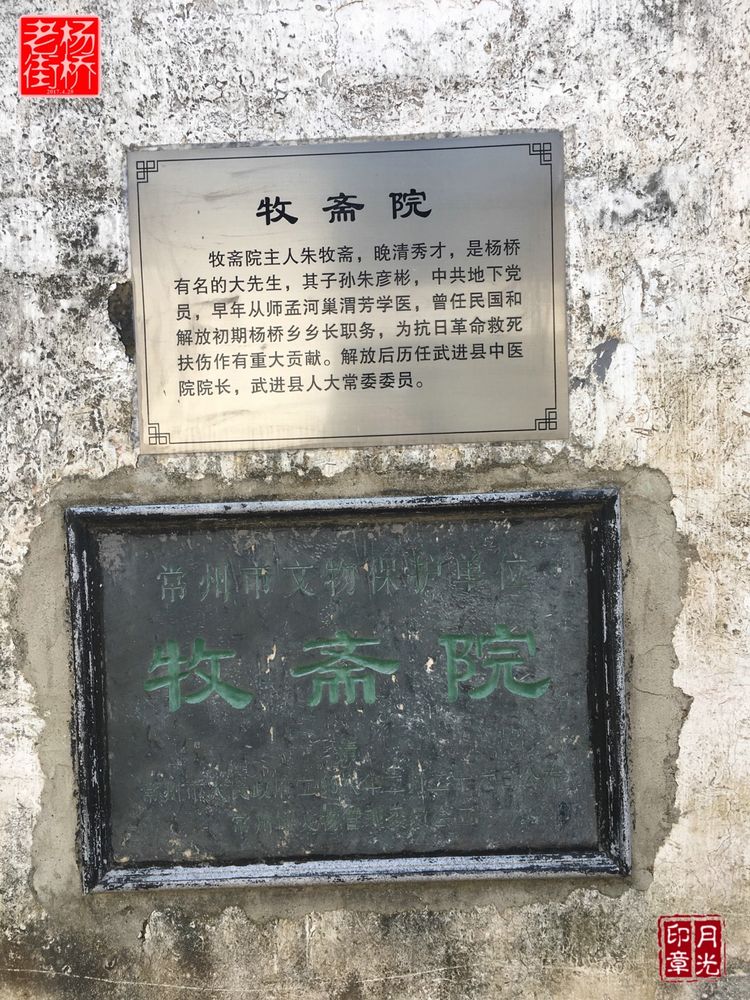 杨桥
老街
2017.4.28
牧斋院
牧斋院主人朱牧斋，晚清秀才，是杨桥
有名的大先生，其子孙朱彦彬，中共地下党
员，早年从师孟河巢渭芳学医，曾任民国和
解放初期杨桥乡乡长职务，为抗日革命救死
扶伤作有重大贡献。解放后历任武进县中医
院院长，武进县人大常委委员。
常州市文物保护单位
牧斋院
清
月光
印章